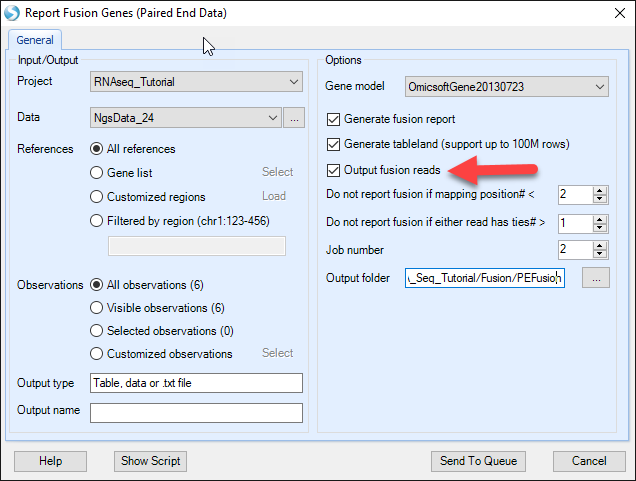 Report Fusion Genes (Paired End Data)
General
Input/Output
Project
RNAseq_Tutorial
Data
NgsData_24
...
References
All references
Gene list
Select
Customized regions
Load
Filtered by region (chr1:123-456)
Observations
All observations (6)
Visible observations (6)
Selected observations (0)
Customized observations
Select
Output type
Table, data or .txt file
Output name
Options
Gene model
OmicsoftGene20130723
Generate fusion report
Generate tableland (support up to 100M rows)
Output fusion reads
Do not report fusion if mapping position# <
2
Do not report fusion if either read has ties# >
1
Job number
2
Output folder
\_Seq_Tutorial/Fusion/PEFusion
...
Help
Show Script
Send To Queue
Cancel